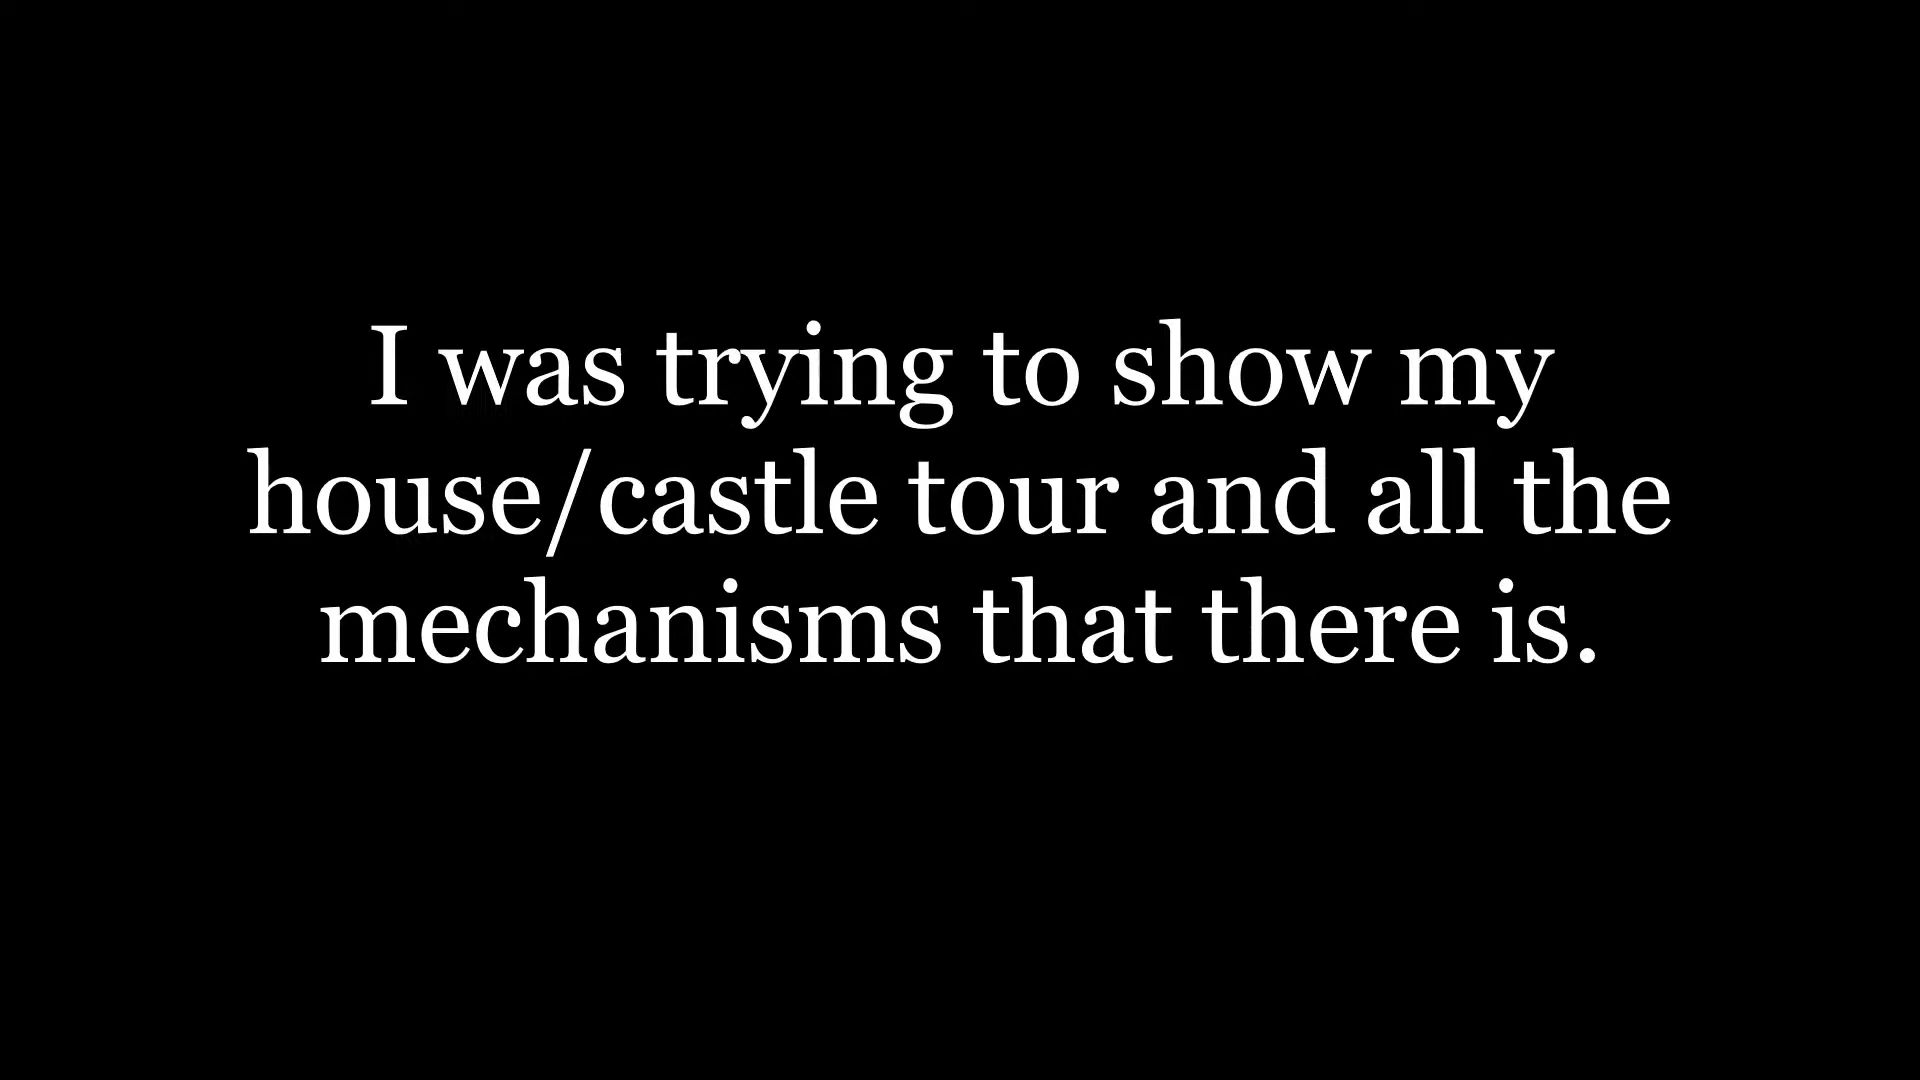 I was trying to show my
house/castle tour and all the
mechanisms that there is.